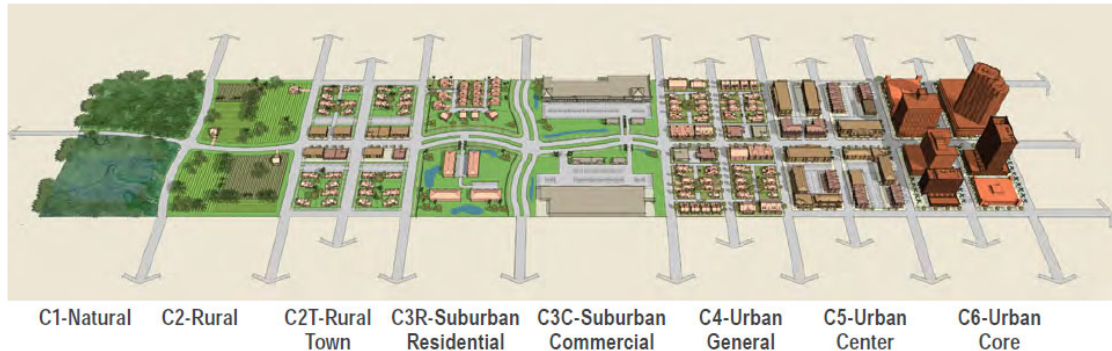 C1-Natural C2-Rural C2T-Rural C3R-Suburban C3C-Suburban C4-Urban C5-Urban C6-Urban
Town Residential Commercial General Center Core